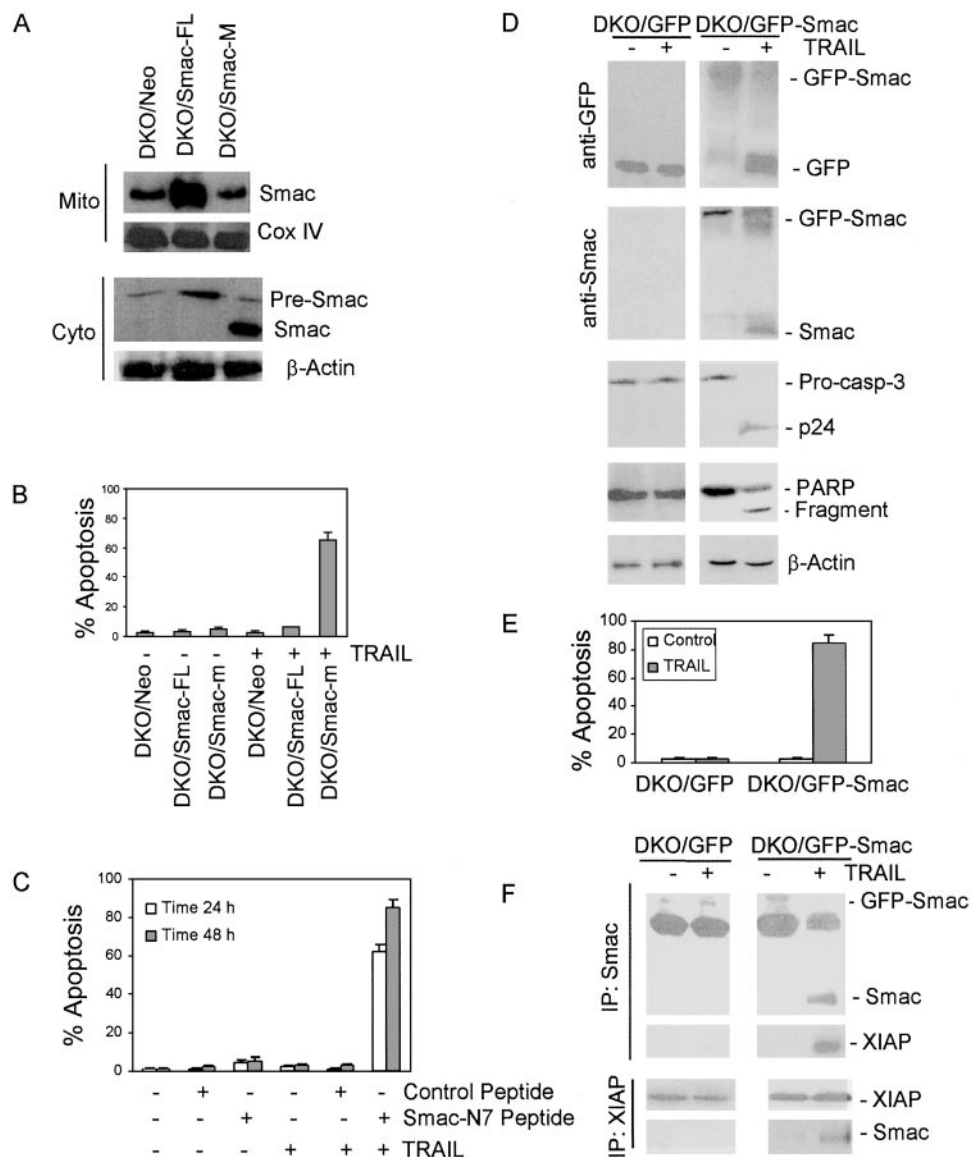 A
DKO/Neo
DKO/Smac-FL
DKO/Smac-M
Mito
Smac
Cox IV
Cyto
Pre-Smac
Smac
β-Actin
B
% Apoptosis
100
80
60
40
20
0
- - - + + + TRAIL
DKO/Neo
DKO/Smac-FL
DKO/Smac-m
DKO/Neo
DKO/Smac-FL
DKO/Smac-m
C
% Apoptosis
100
80
60
40
20
0
Time 24 h
Time 48 h
- + - - + - Control Peptide
- - + - - + Smac-N7 Peptide
- - - + + + TRAIL
D
DKO/GFP DKO/GFP-Smac
- + - + TRAIL
anti-GFP
- GFP-Smac
- GFP
anti-Smac
- GFP-Smac
- Smac
- Pro-casp-3
- p24
- PARP
- Fragment
β-Actin
E
% Apoptosis
100
80
60
40
20
0
Control
TRAIL
DKO/GFP DKO/GFP-Smac
F
DKO/GFP DKO/GFP-Smac
- + - + TRAIL
IP: Smac
- GFP-Smac
- Smac
- XIAP
IP: XIAP
- XIAP
- Smac